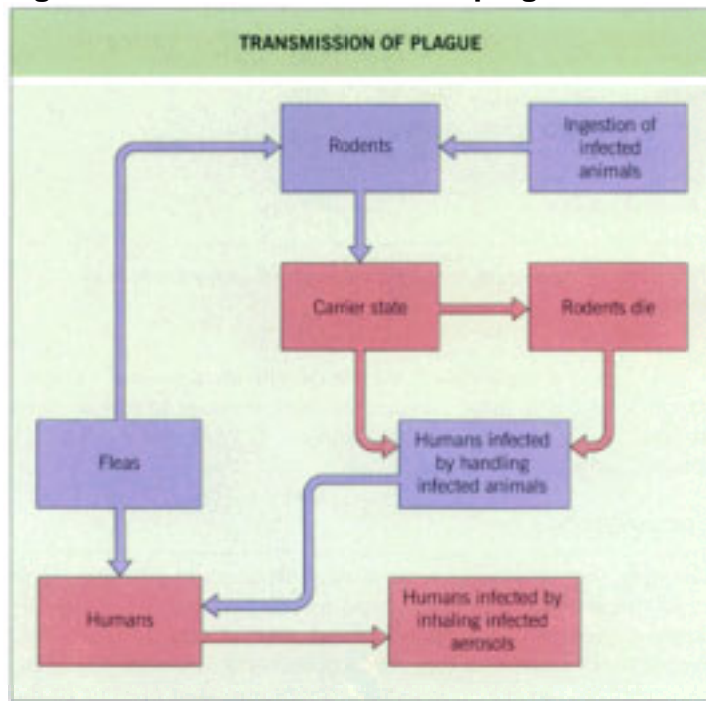 TRANSMISSION OF PLAGUE
Rodents
Ingestion of
infected
animals
Carrier state
Rodents die
Fleas
Humans infected
by handling
infected animals
Humans
Humans infected by
inhaling infected
aerosols